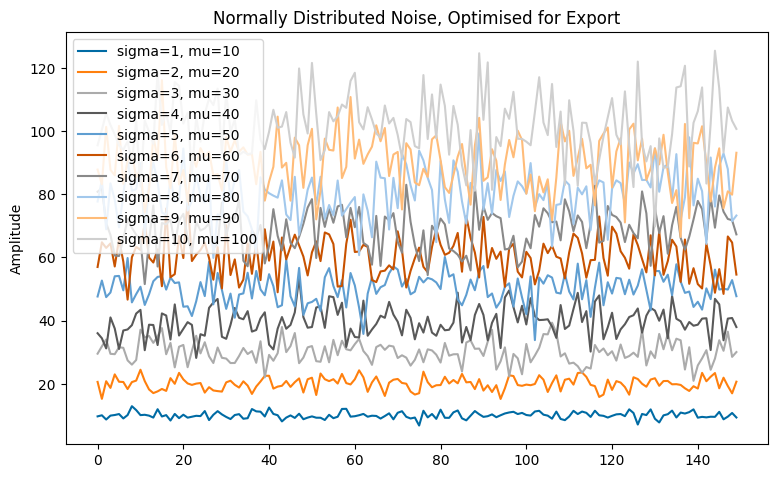 Normally Distributed Noise, Optimised for Export
sigma=1, mu=10
sigma=2, mu=20
sigma=3, mu=30
sigma=4, mu=40
sigma=5, mu=50
sigma=6, mu=60
sigma=7, mu=70
sigma=8, mu=80
sigma=9, mu=90
sigma=10, mu=100
Amplitude
120
100
80
60
40
20
0 20 40 60 80 100 120 140